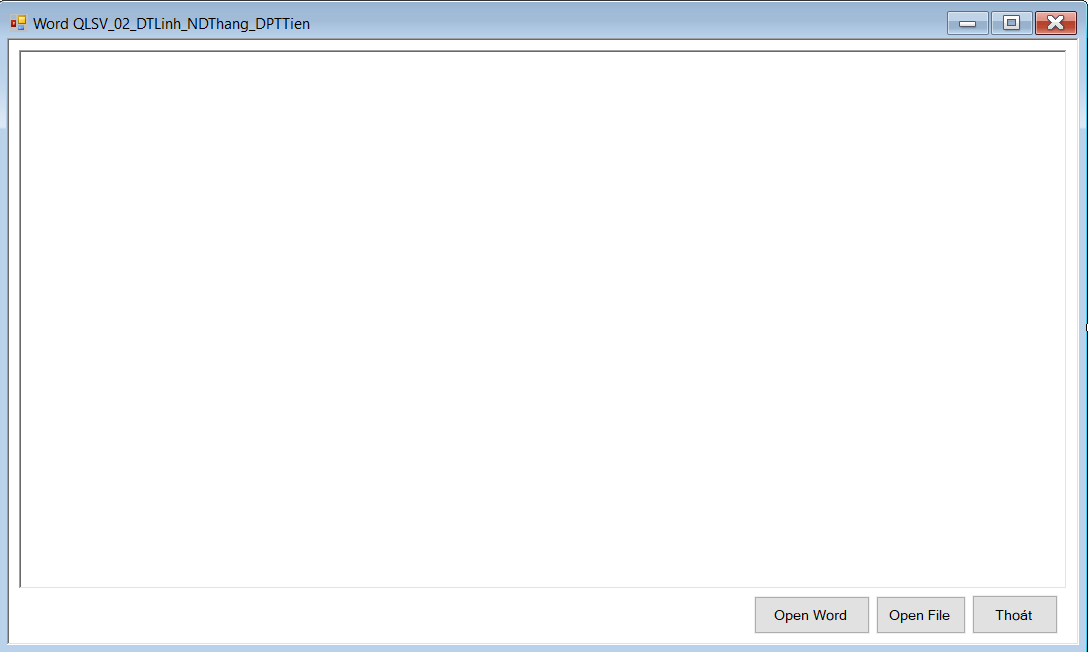 Word QLSV_02_DTLinh_NDThang_DPTTien
Open Word
Open File
Thoát